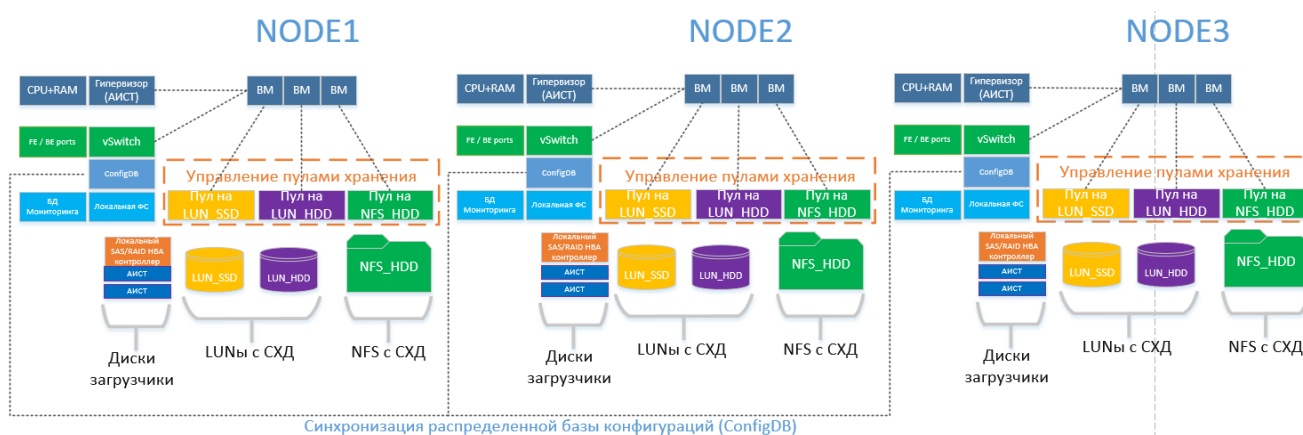 NODE1
CPU+RAM
Гипервизор
(АИСТ)
ВМ
ВМ
ВМ
FE / BE ports
vSwitch
ConfigDB
Управление пулами хранения
БД
Мониторинга
Локальная ФС
Пул на
LUN_SSD
Пул на
LUN_HDD
Пул на
NFS_HDD
Локальный
SAS/RAID HBA
контроллер
АИСТ
АИСТ
LUN_SSD
LUN_HDD
NFS_HDD
Диски
загрузчики
LUNы с СХД
NFS с СХД
NODE2
CPU+RAM
Гипервизор
(АИСТ)
ВМ
ВМ
ВМ
FE / BE ports
vSwitch
ConfigDB
Управление пулами хранения
БД
Мониторинга
Локальная ФС
Пул на
LUN_SSD
Пул на
LUN_HDD
Пул на
NFS_HDD
Локальный
SAS/RAID HBA
контроллер
АИСТ
АИСТ
LUN_SSD
LUN_HDD
NFS_HDD
Диски
загрузчики
LUNы с СХД
NFS с СХД
NODE3
CPU+RAM
Гипервизор
(АИСТ)
ВМ
ВМ
ВМ
FE / BE ports
vSwitch
ConfigDB
Управление пулами хранения
БД
Мониторинга
Локальная ФС
Пул на
LUN_SSD
Пул на
LUN_HDD
Пул на
NFS_HDD
Локальный
SAS/RAID HBA
контроллер
АИСТ
АИСТ
LUN_SSD
LUN_HDD
NFS_HDD
Диски
загрузчики
LUNы с СХД
NFS с СХД
Синхронизация распределенной базы конфигураций (ConfigDB)